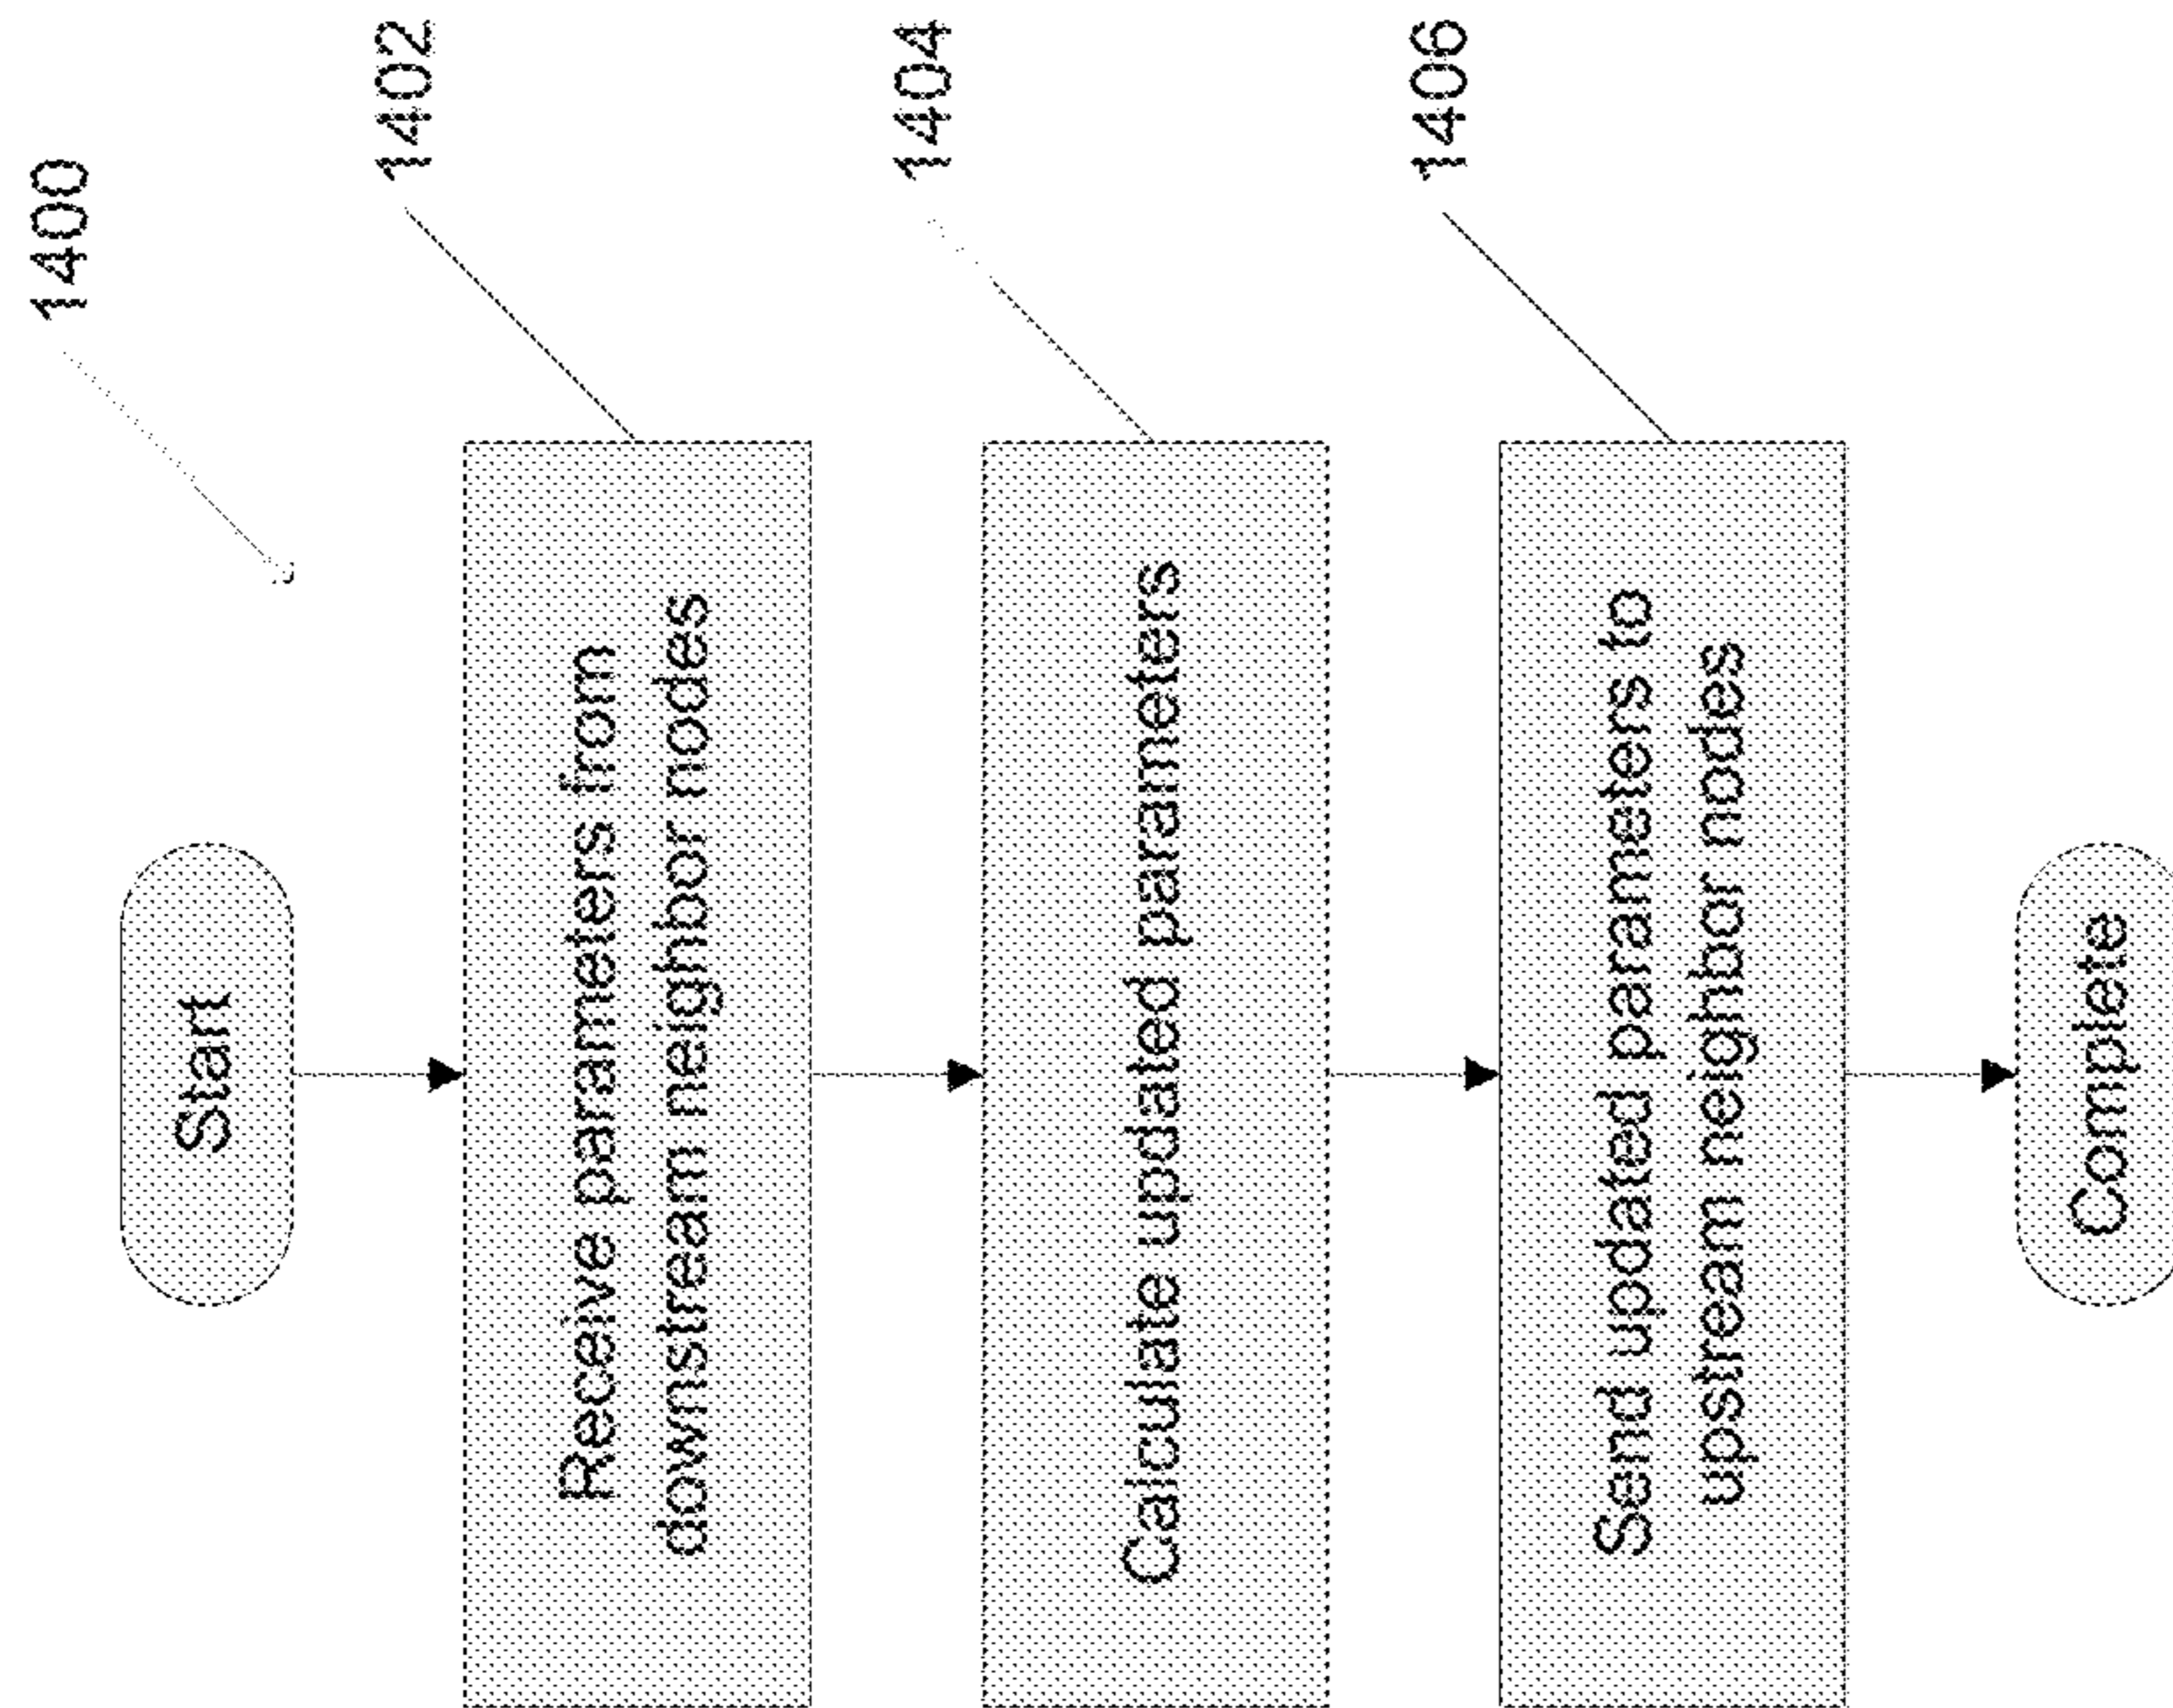 1400
Start
1402
Receive parameters from
downstream neighbor nodes
1404
Calculate updated parameters
1406
Send updated parameters to
upstream neighbor nodes
Complete